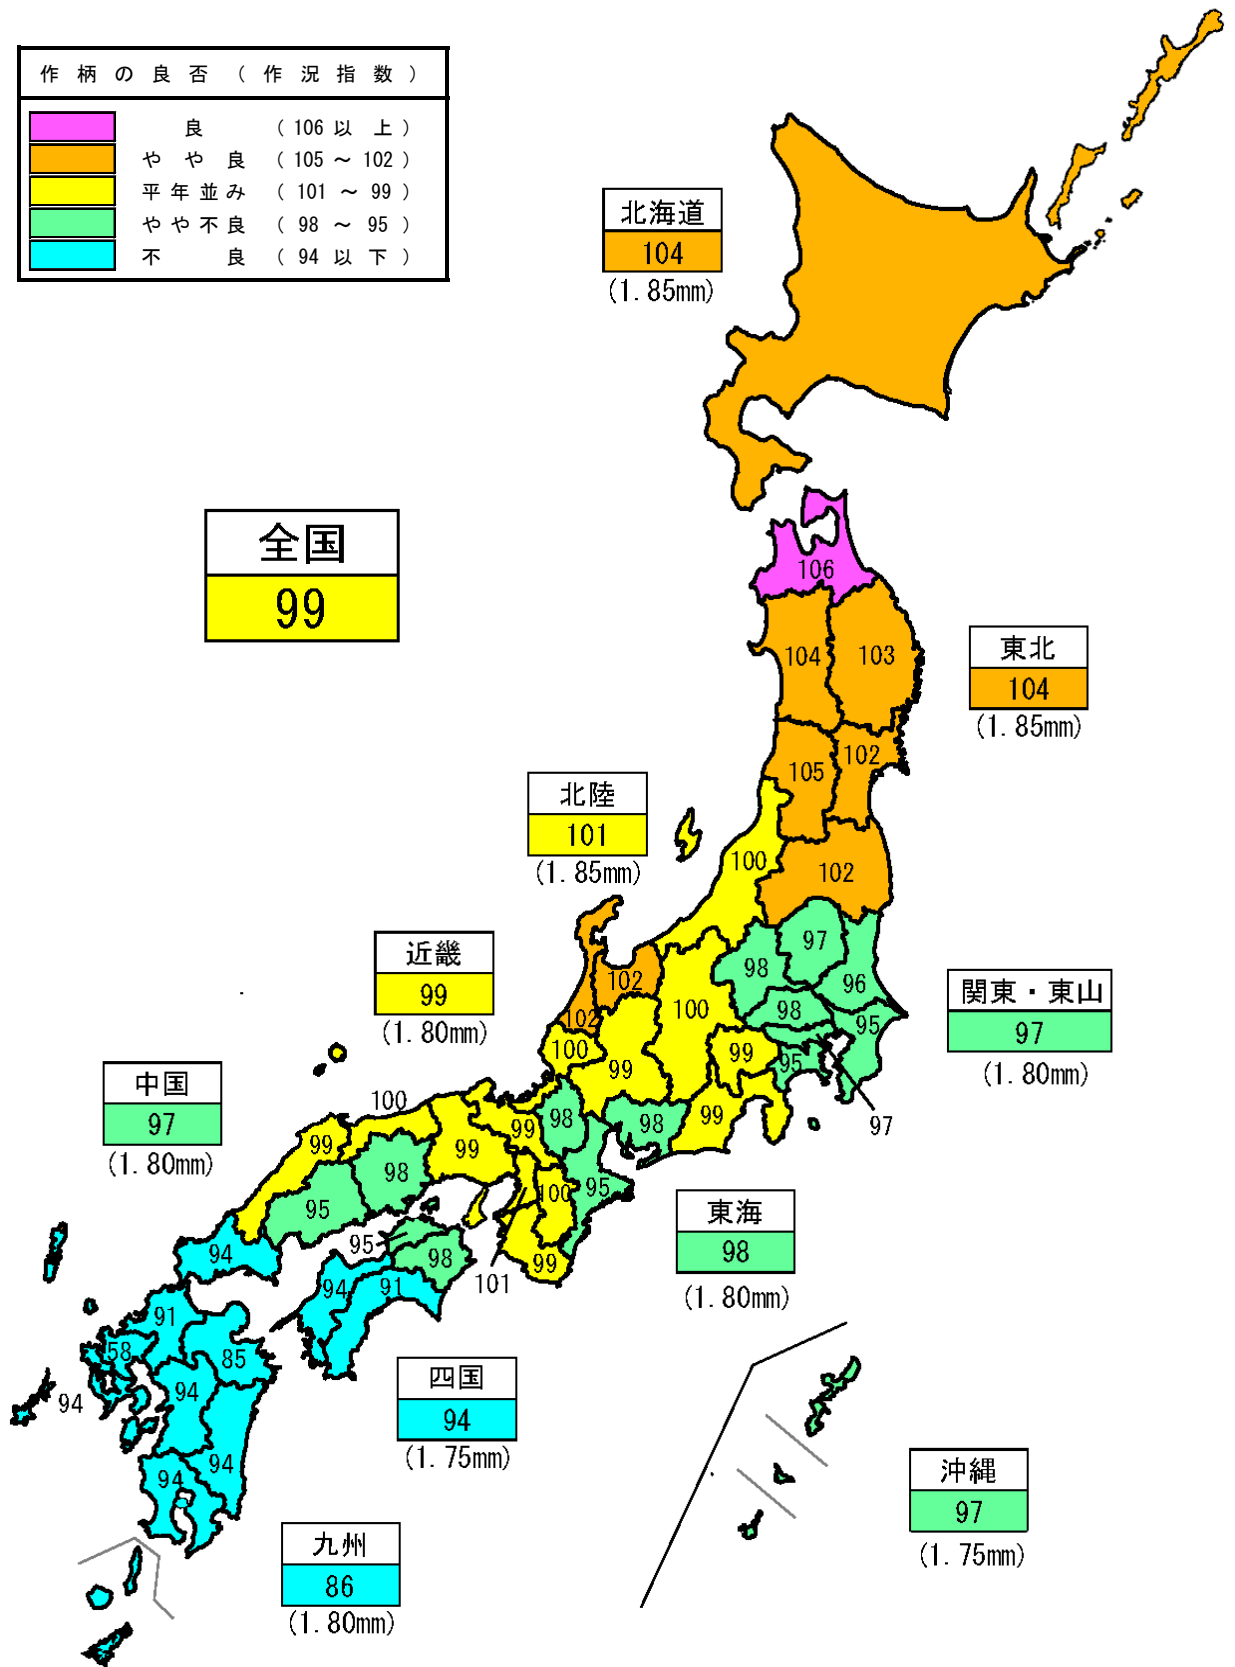 作柄の良否(作況指数)
良 (106以上)
やや良 (105~102)
平年並み (101~99)
やや不良 (98~95)
不良 (94以下)
北海道
104
(1.85mm)
全国
99
106
104
103
東北
104
(1.85mm)
105
102
北陸
101
(1.85mm)
100
102
近畿
99
(1.80mm)
97
98
96
関東・東山
97
(1.80mm)
102
102
100
98
95
100
99
99
95
97
中国
97
(1.80mm)
100
99
99
99
98
98
99
98
95
100
95
東海
98
(1.80mm)
94
95
98
99
101
94
91
91
58
85
94
94
94
94
四国
94
(1.75mm)
沖縄
97
(1.75mm)
九州
86
(1.80mm)